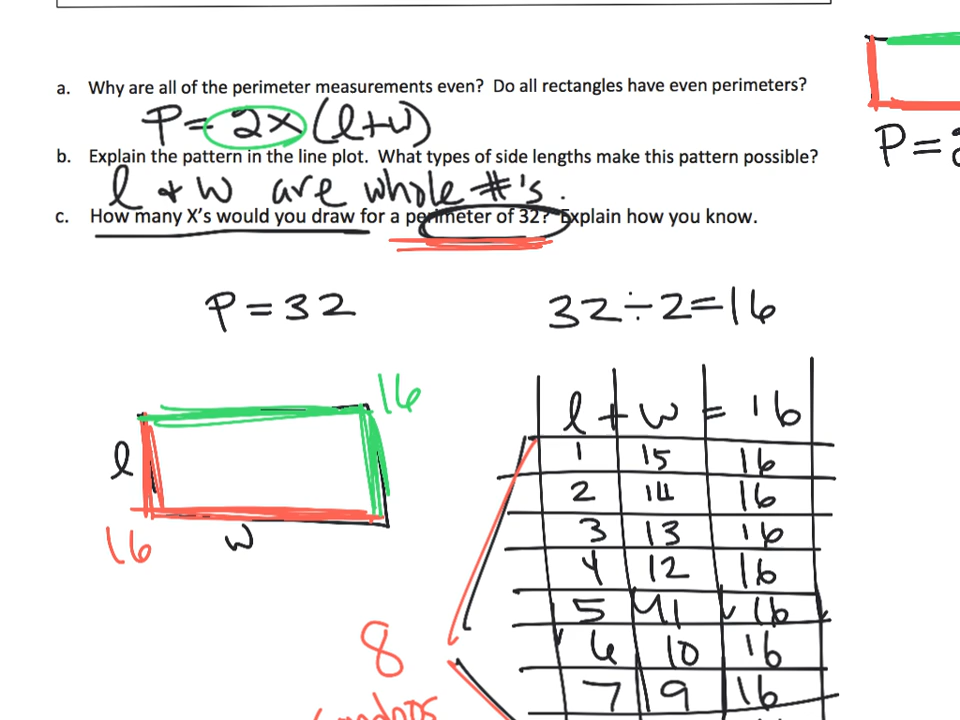 a. Why are all of the perimeter measurements even? Do all rectangles have even perimeters?
P = 2x (l+w)
P=
b. Explain the pattern in the line plot. What types of side lengths make this pattern possible?
l + w are whole #'s.
c. How many X's would you draw for a perimeter of 32? Explain how you know.
P = 32
32 ÷ 2 = 16
16
l
16
w
l + w = 16
1 15 16
2 14 16
3 13 16
4 12 16
5 11 16
6 10 16
7 9 16
8